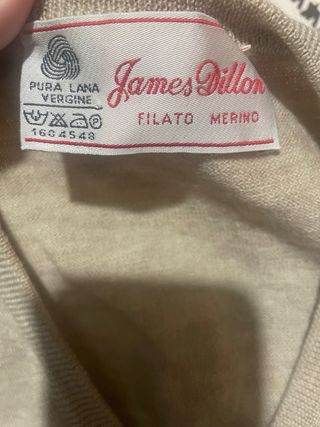 PURA LANA
VERGINE
1604548
James Dillon
FILATO MERINO